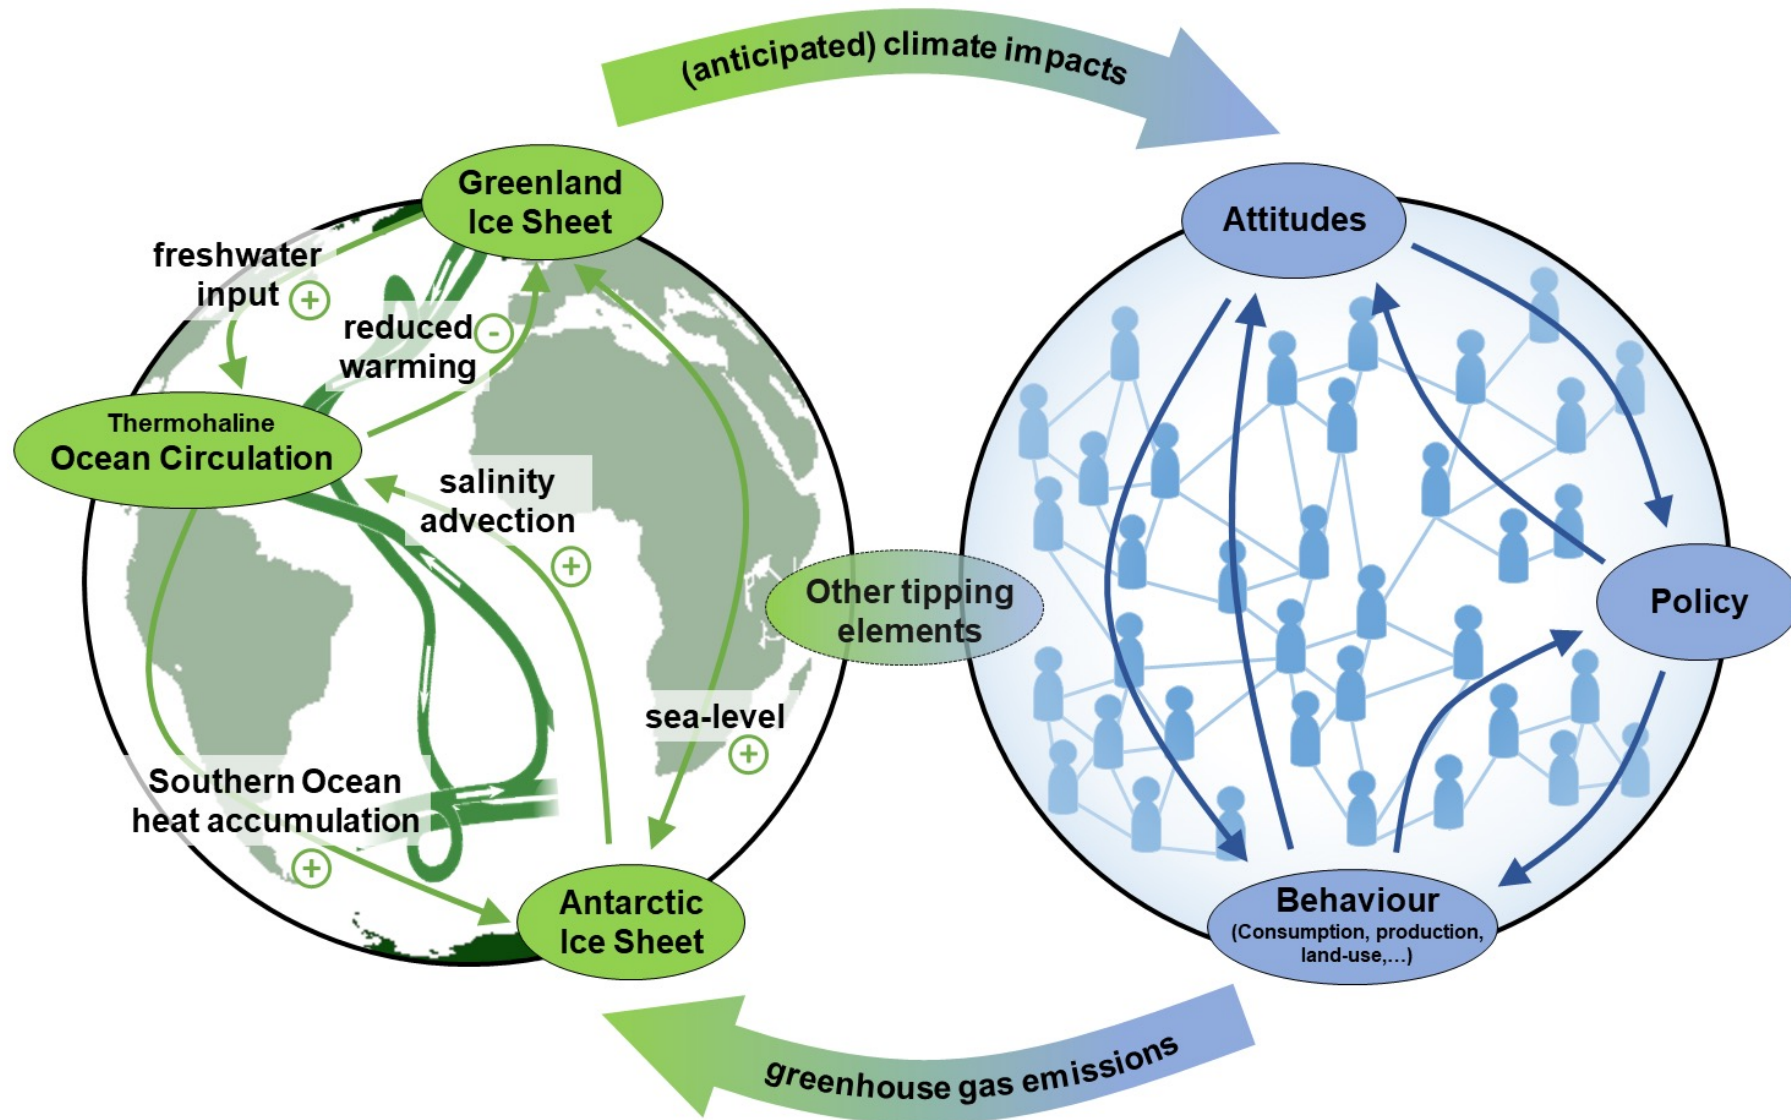 (anticipated) climate impacts
Greenland
Ice Sheet
freshwater
input
+
reduced
warming
-
Thermohaline
Ocean Circulation
salinity
advection
+
sea-level
+
Southern Ocean
heat accumulation
+
Antarctic
Ice Sheet
Other tipping
elements
Attitudes
Policy
Behaviour
(Consumption, production,
land-use,...)
greenhouse gas emissions